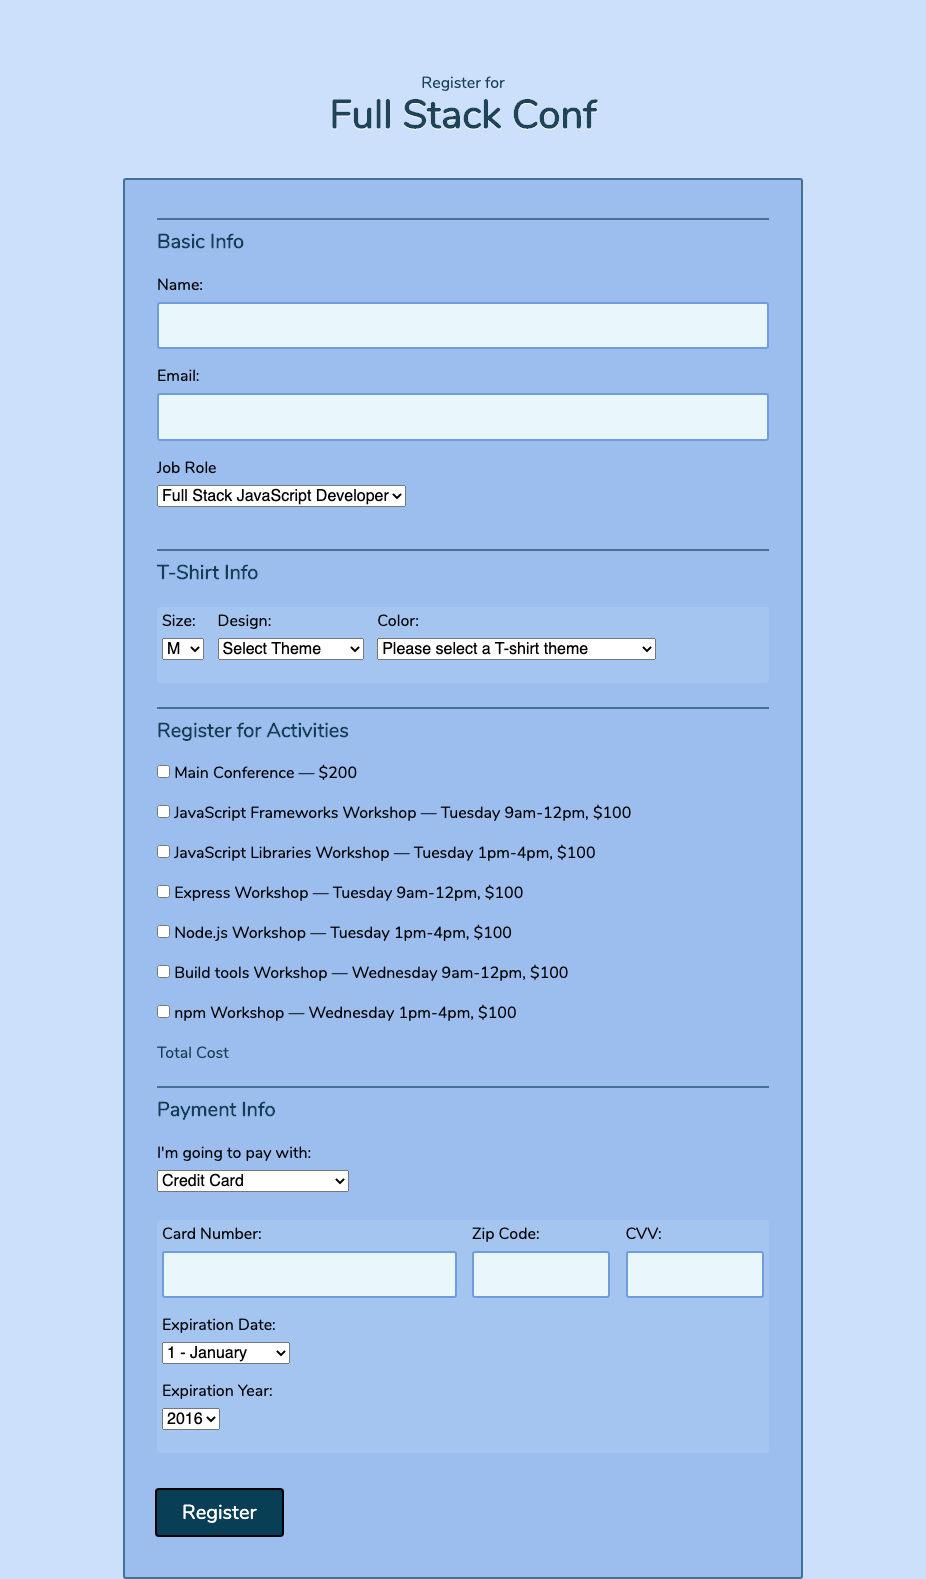 Register for
Full Stack Conf
Basic Info
Name:
Email:
Job Role
Full Stack JavaScript Developer
T-Shirt Info
Size: Design: Color:
M Select Theme Please select a T-shirt theme
Register for Activities
Main Conference — $200
JavaScript Frameworks Workshop — Tuesday 9am-12pm, $100
JavaScript Libraries Workshop — Tuesday 1pm-4pm, $100
Express Workshop — Tuesday 9am-12pm, $100
Node.js Workshop — Tuesday 1pm-4pm, $100
Build tools Workshop — Wednesday 9am-12pm, $100
npm Workshop — Wednesday 1pm-4pm, $100
Total Cost
Payment Info
I'm going to pay with:
Credit Card
Card Number: Zip Code: CVV:
Expiration Date:
1 - January
Expiration Year:
2016
Register